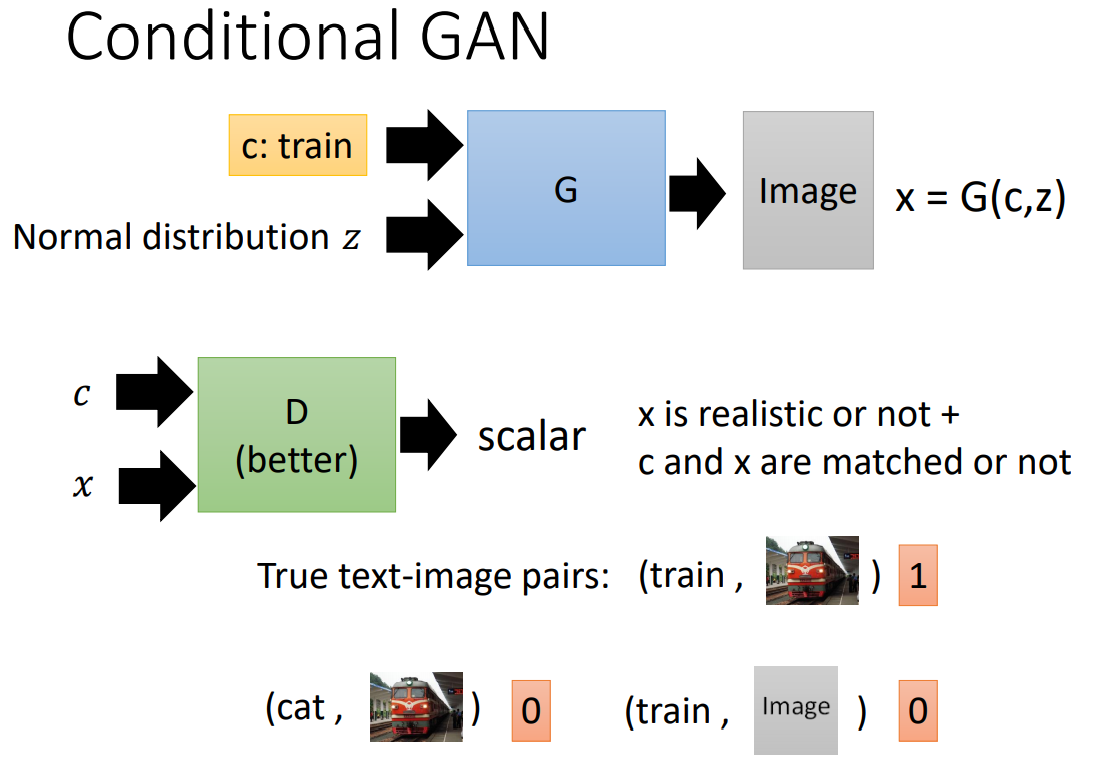 Conditional GAN
c: train
G
Image
x = G(c,z)
Normal distribution z
c
D
(better)
x
scalar
x is realistic or not +
c and x are matched or not
True text-image pairs: (train , ) 1
(cat , ) 0
(train , Image ) 0